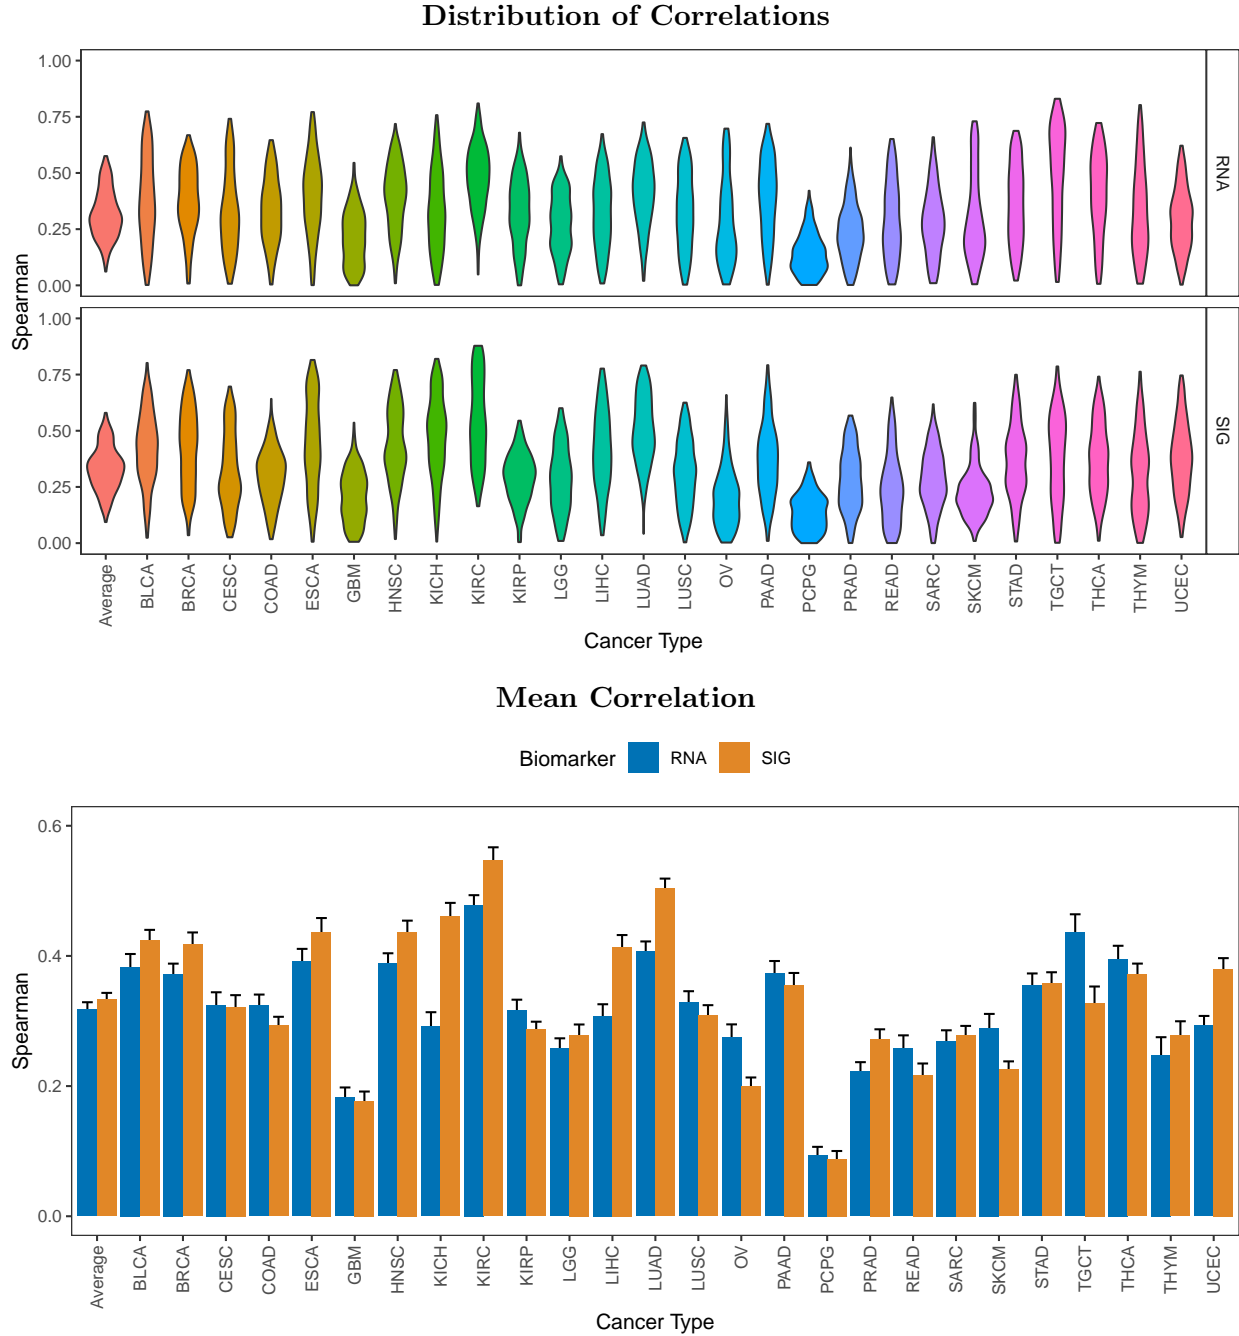 Distribution of Correlations
1.00
0.75
0.50
0.25
0.00
RNA
1.00
0.75
0.50
0.25
0.00
SIG
Spearman
Average BLCA BRCA CESC COAD ESCA GBM HNSC KICH KIRC KIRP LGG LIHC LUAD LUSC OV PAAD PCPG PRAD READ SARC SKCM STAD TGCT THCA THYM UCEC
Cancer Type
Mean Correlation
Biomarker RNA SIG
0.6
0.4
0.2
0.0
Spearman
Average BLCA BRCA CESC COAD ESCA GBM HNSC KICH KIRC KIRP LGG LIHC LUAD LUSC OV PAAD PCPG PRAD READ SARC SKCM STAD TGCT THCA THYM UCEC
Cancer Type